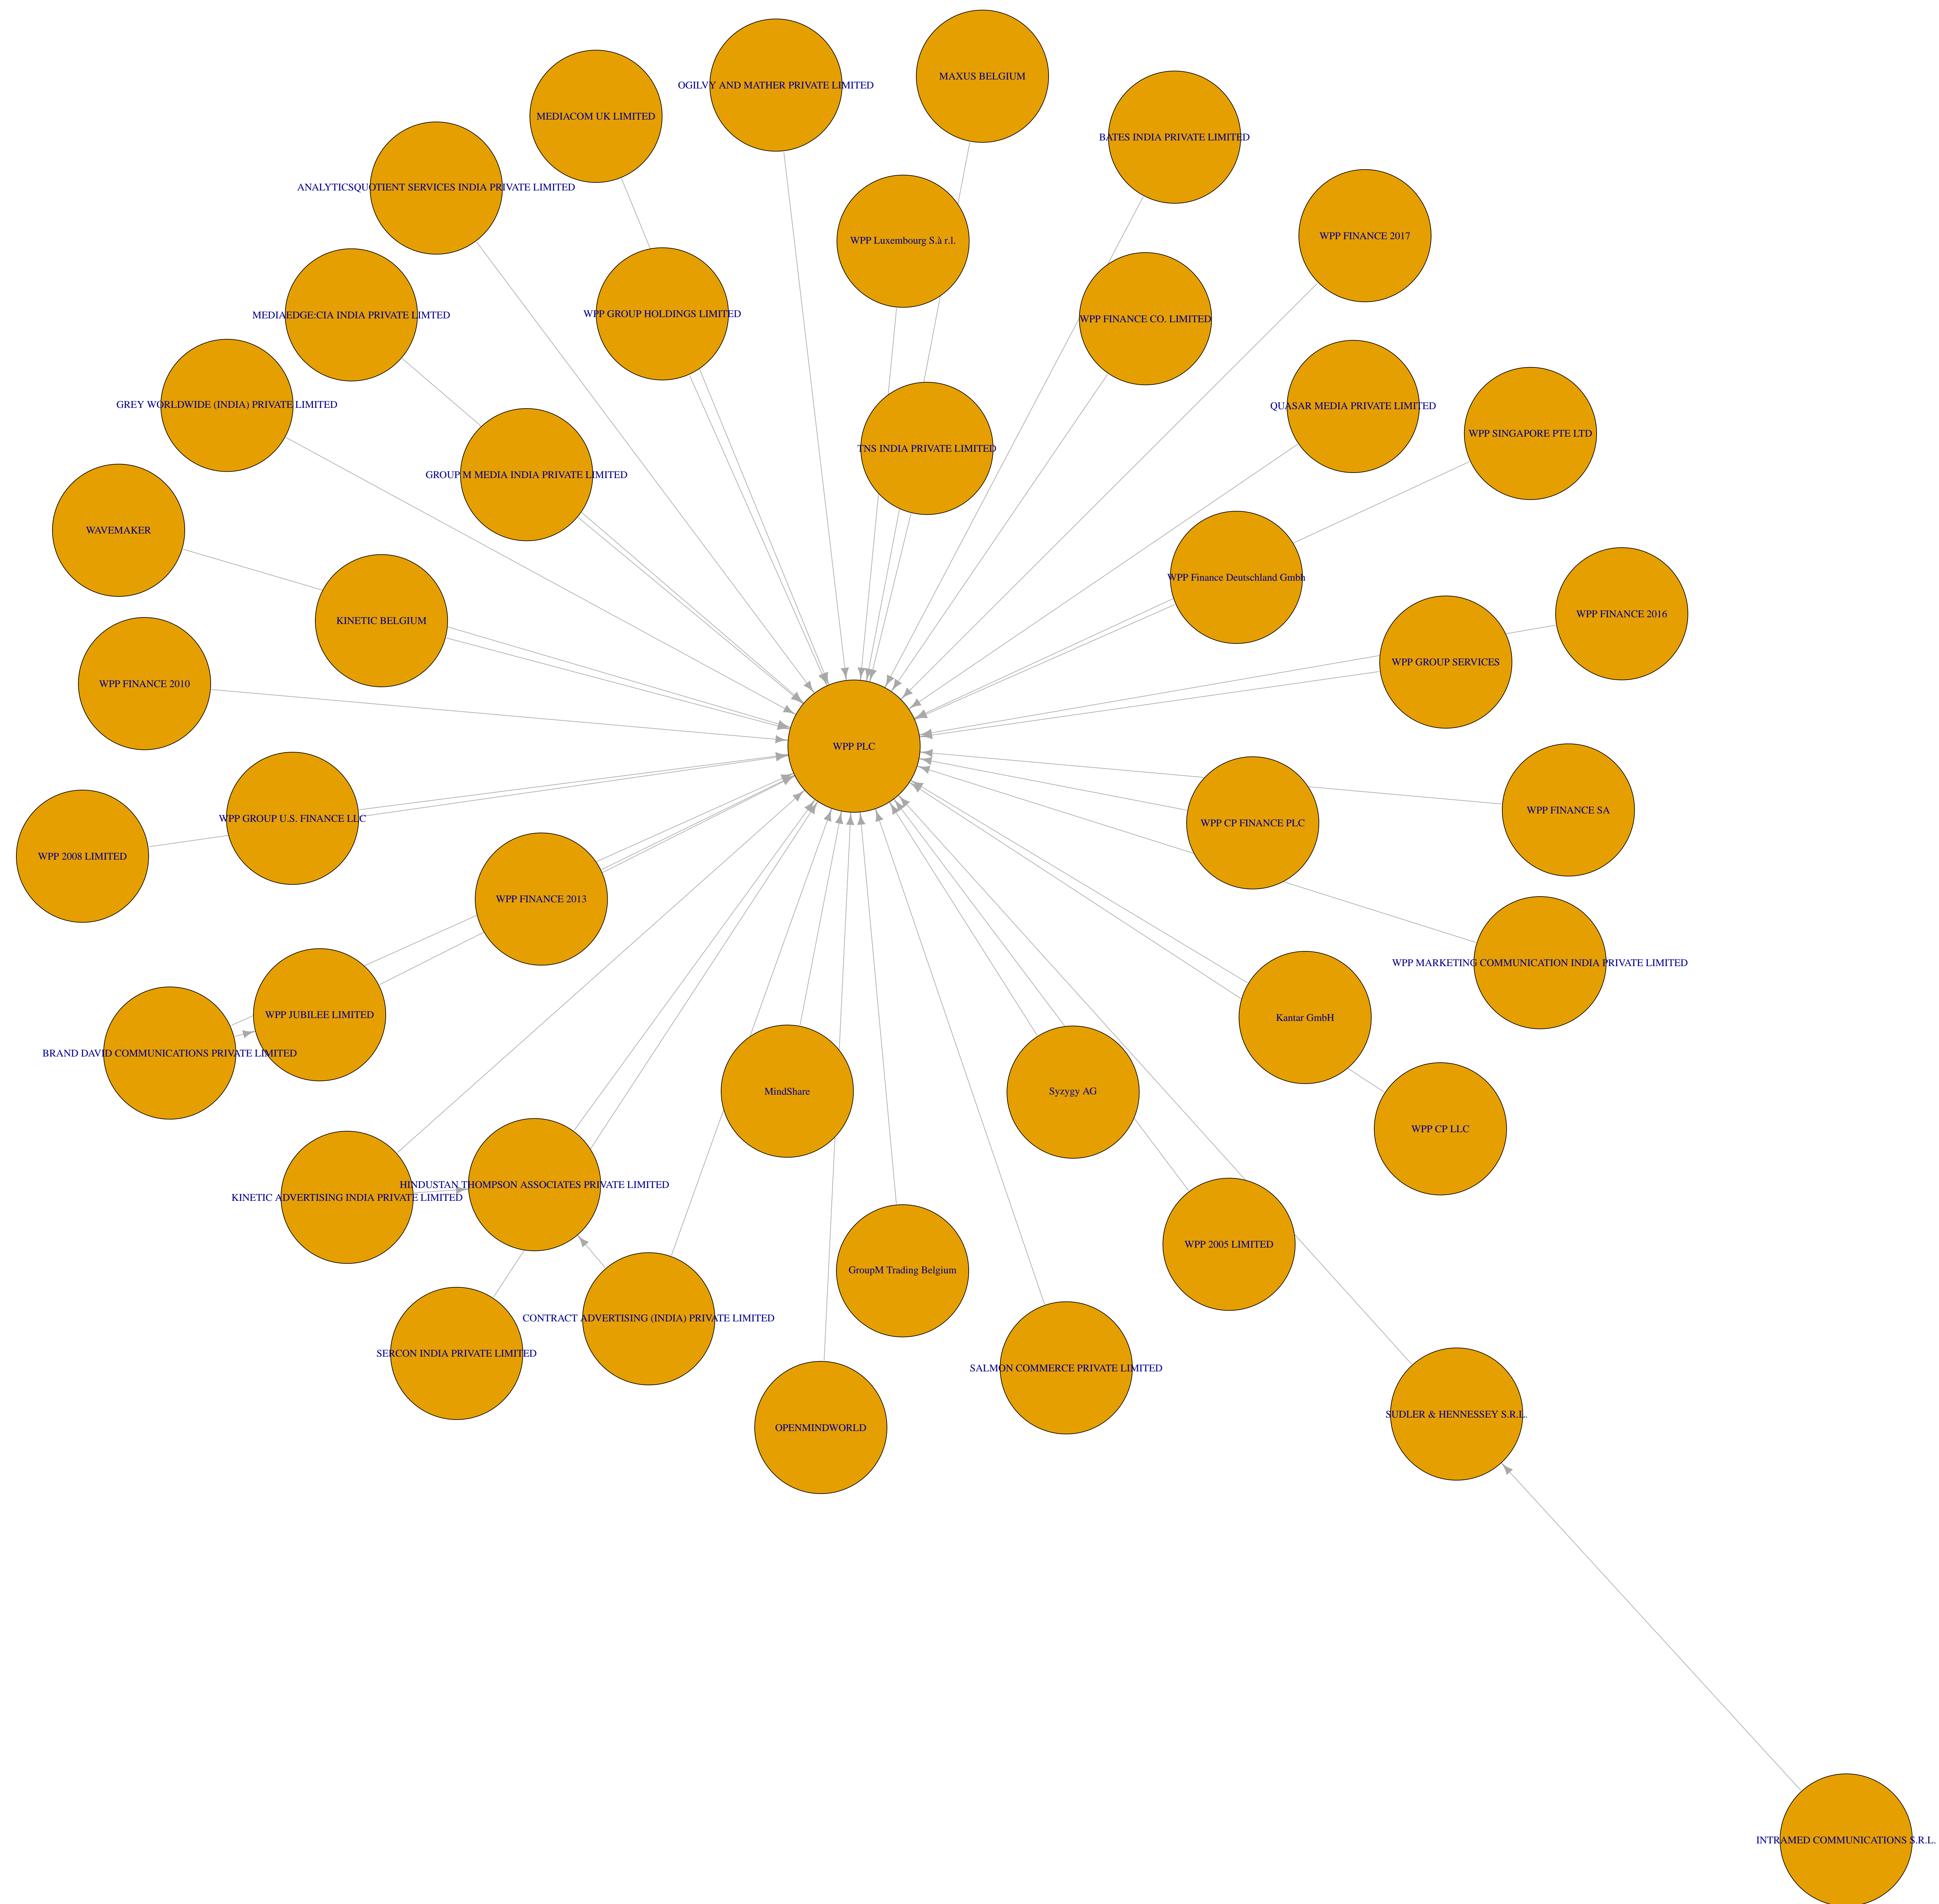 MAXUS BELGIUM
OGILVY AND MATHER PRIVATE LIMITED
MEDIACOM UK LIMITED
BATES INDIA PRIVATE LIMITED
ANALYTICSQUOTIENT SERVICES INDIA PRIVATE LIMITED
WPP FINANCE 2017
WPP Luxembourg S.à r.l.
WPP GROUP HOLDINGS LIMITED
MEDIAEDGE:CIA INDIA PRIVATE LIMTED
WPP FINANCE CO. LIMITED
GREY WORLDWIDE (INDIA) PRIVATE LIMITED
QUASAR MEDIA PRIVATE LIMITED
WPP SINGAPORE PTE LTD
TNS INDIA PRIVATE LIMITED
GROUP M MEDIA INDIA PRIVATE LIMITED
WAVEMAKER
WPP Finance Deutschland Gmbh
WPP FINANCE 2016
KINETIC BELGIUM
WPP GROUP SERVICES
WPP FINANCE 2010
WPP PLC
WPP FINANCE SA
WPP GROUP U.S. FINANCE LLC
WPP CP FINANCE PLC
WPP 2008 LIMITED
WPP FINANCE 2013
WPP MARKETING COMMUNICATION INDIA PRIVATE LIMITED
WPP JUBILEE LIMITED
Kantar GmbH
BRAND DAVID COMMUNICATIONS PRIVATE LIMITED
MindShare
Syzygy AG
WPP CP LLC
HINDUSTAN THOMPSON ASSOCIATES PRIVATE LIMITED
KINETIC ADVERTISING INDIA PRIVATE LIMITED
WPP 2005 LIMITED
GroupM Trading Belgium
CONTRACT ADVERTISING (INDIA) PRIVATE LIMITED
SERCON INDIA PRIVATE LIMITED
SALMON COMMERCE PRIVATE LIMITED
SUDLER & HENNESSEY S.R.L.
OPENMINDWORLD
INTRAMED COMMUNICATIONS S.R.L.